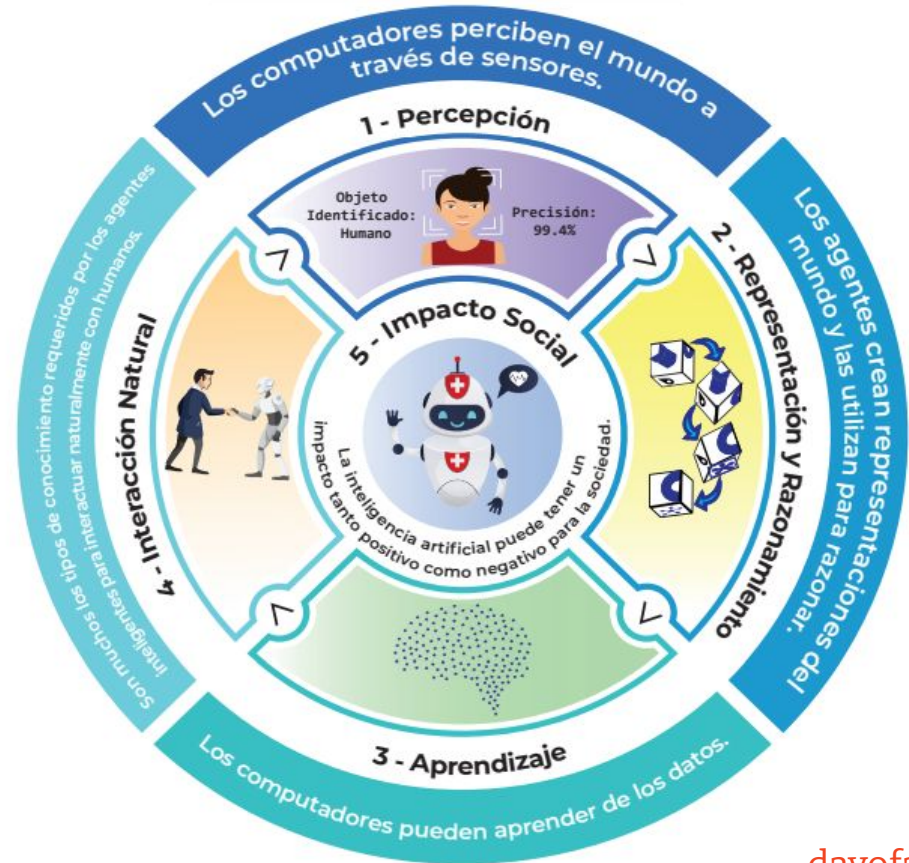 Los computadores perciben el mundo a
través de sensores.
1 - Percepción
Objeto
Identificado:
Humano
Precisión:
99.4%
Los agentes crean representaciones del
mundo y las utilizan para razonar.
2 - Representación y Razonamiento
3 - Aprendizaje
Los computadores pueden aprender de los datos.
4 - Interacción Natural
Son muchos los tipos de conocimiento requeridos por los agentes
inteligentes para interactuar naturalmente con humanos.
5 - Impacto Social
La inteligencia artificial puede tener un
impacto tanto positivo como negativo para la sociedad.